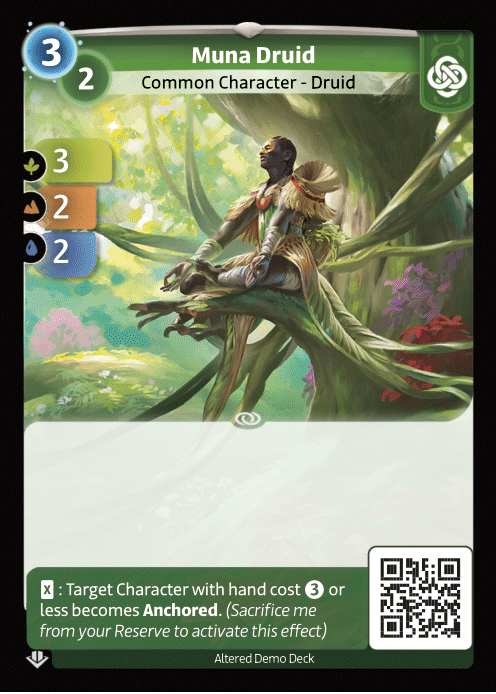 3
Muna Druid
2
Common Character - Druid
3
2
2
X : Target Character with hand cost 3 or
less becomes Anchored. (Sacrifice me
from your Reserve to activate this effect)
Altered Demo Deck